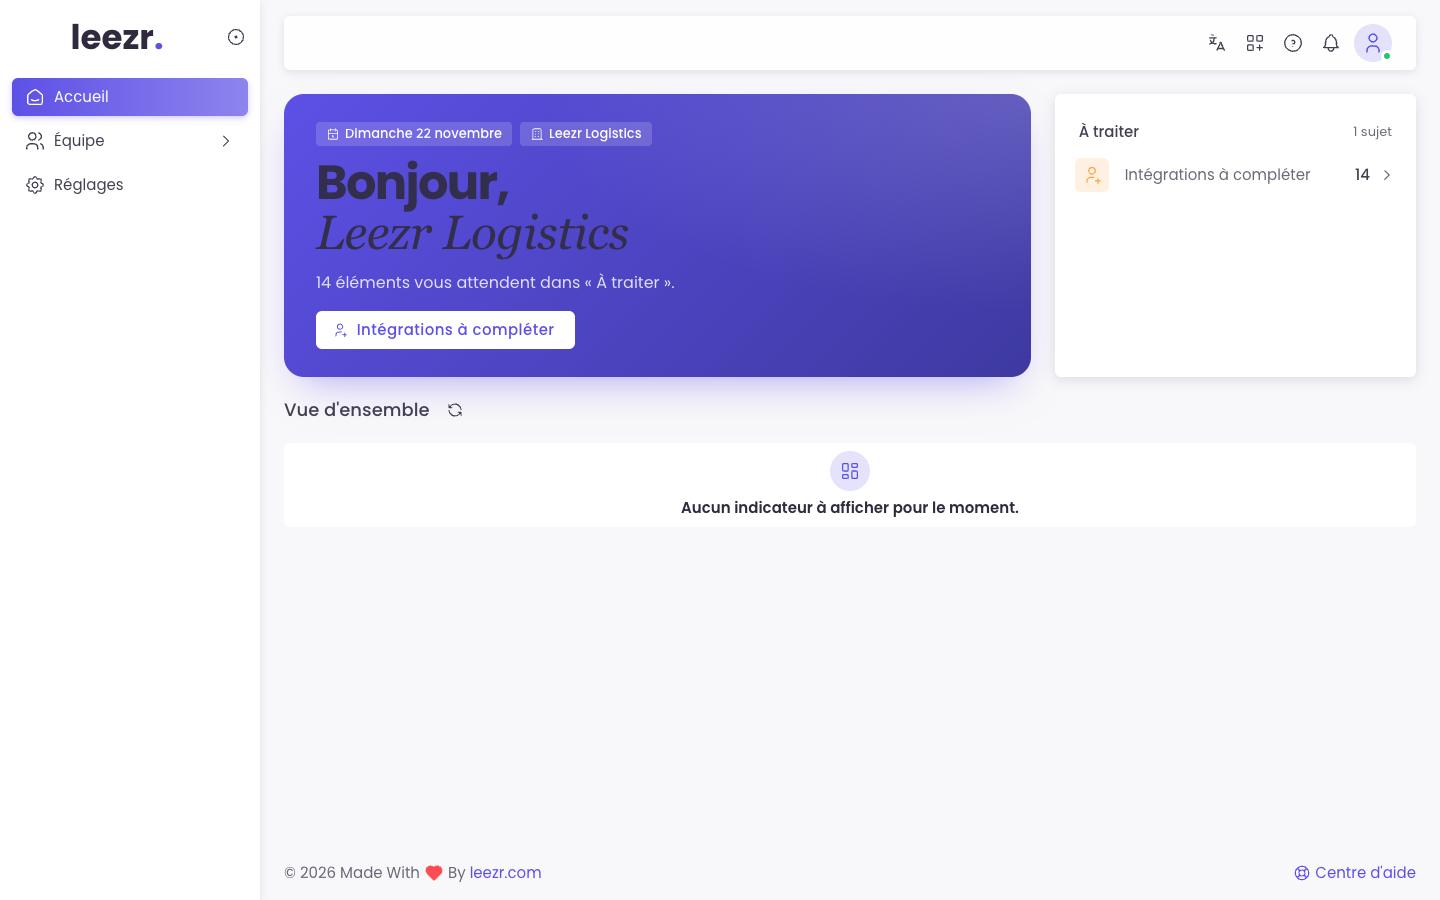 leezr.
Accueil
Équipe
Réglages
Dimanche 22 novembre
Leezr Logistics
Bonjour,
Leezr Logistics
14 éléments vous attendent dans « À traiter ».
Intégrations à compléter
À traiter
1 sujet
Intégrations à compléter
14
Vue d'ensemble
Aucun indicateur à afficher pour le moment.
© 2026 Made With By leezr.com
Centre d'aide